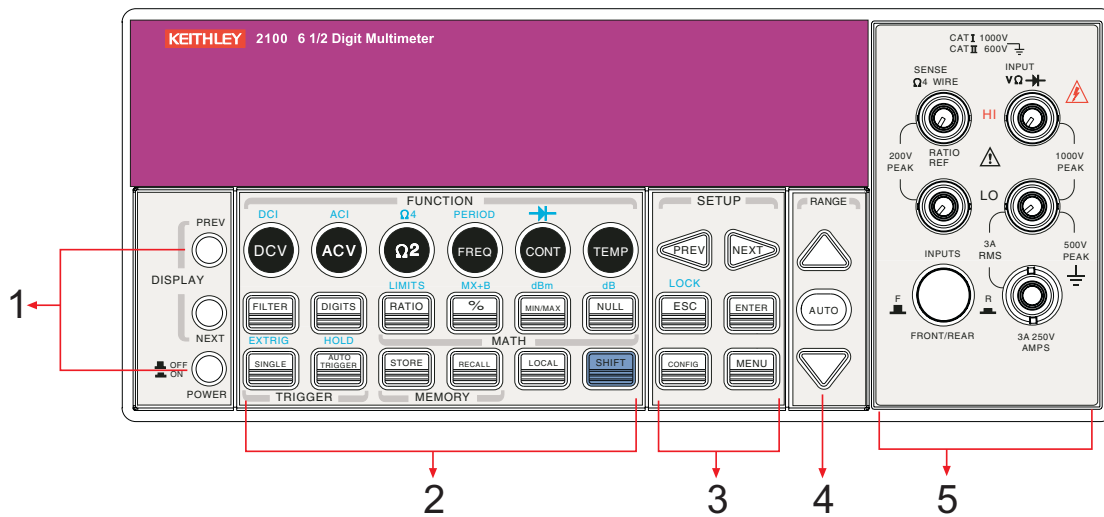 KEITHLEY 2100 6 1/2 Digit Multimeter
CAT I 1000V
CAT II 600V
SENSE
Ω4 WIRE
INPUT
VΩ
HI
200V
PEAK
RATIO
REF
1000V
PEAK
LO
INPUTS
3A
RMS
500V
PEAK
F
R
FRONT/REAR
3A 250V
AMPS
PREV
DISPLAY
NEXT
OFF
ON
POWER
FUNCTION
DCI ACI Ω4 PERIOD
DCV ACV Ω2 FREQ CONT TEMP
LIMITS MX+B dBm dB
FILTER DIGITS RATIO % MIN/MAX NULL
EXTRIG HOLD MATH
SINGLE AUTO TRIGGER STORE RECALL LOCAL SHIFT
TRIGGER MEMORY
SETUP
PREV NEXT
LOCK
ESC ENTER
CONFIG MENU
RANGE
AUTO
1
2
3
4
5